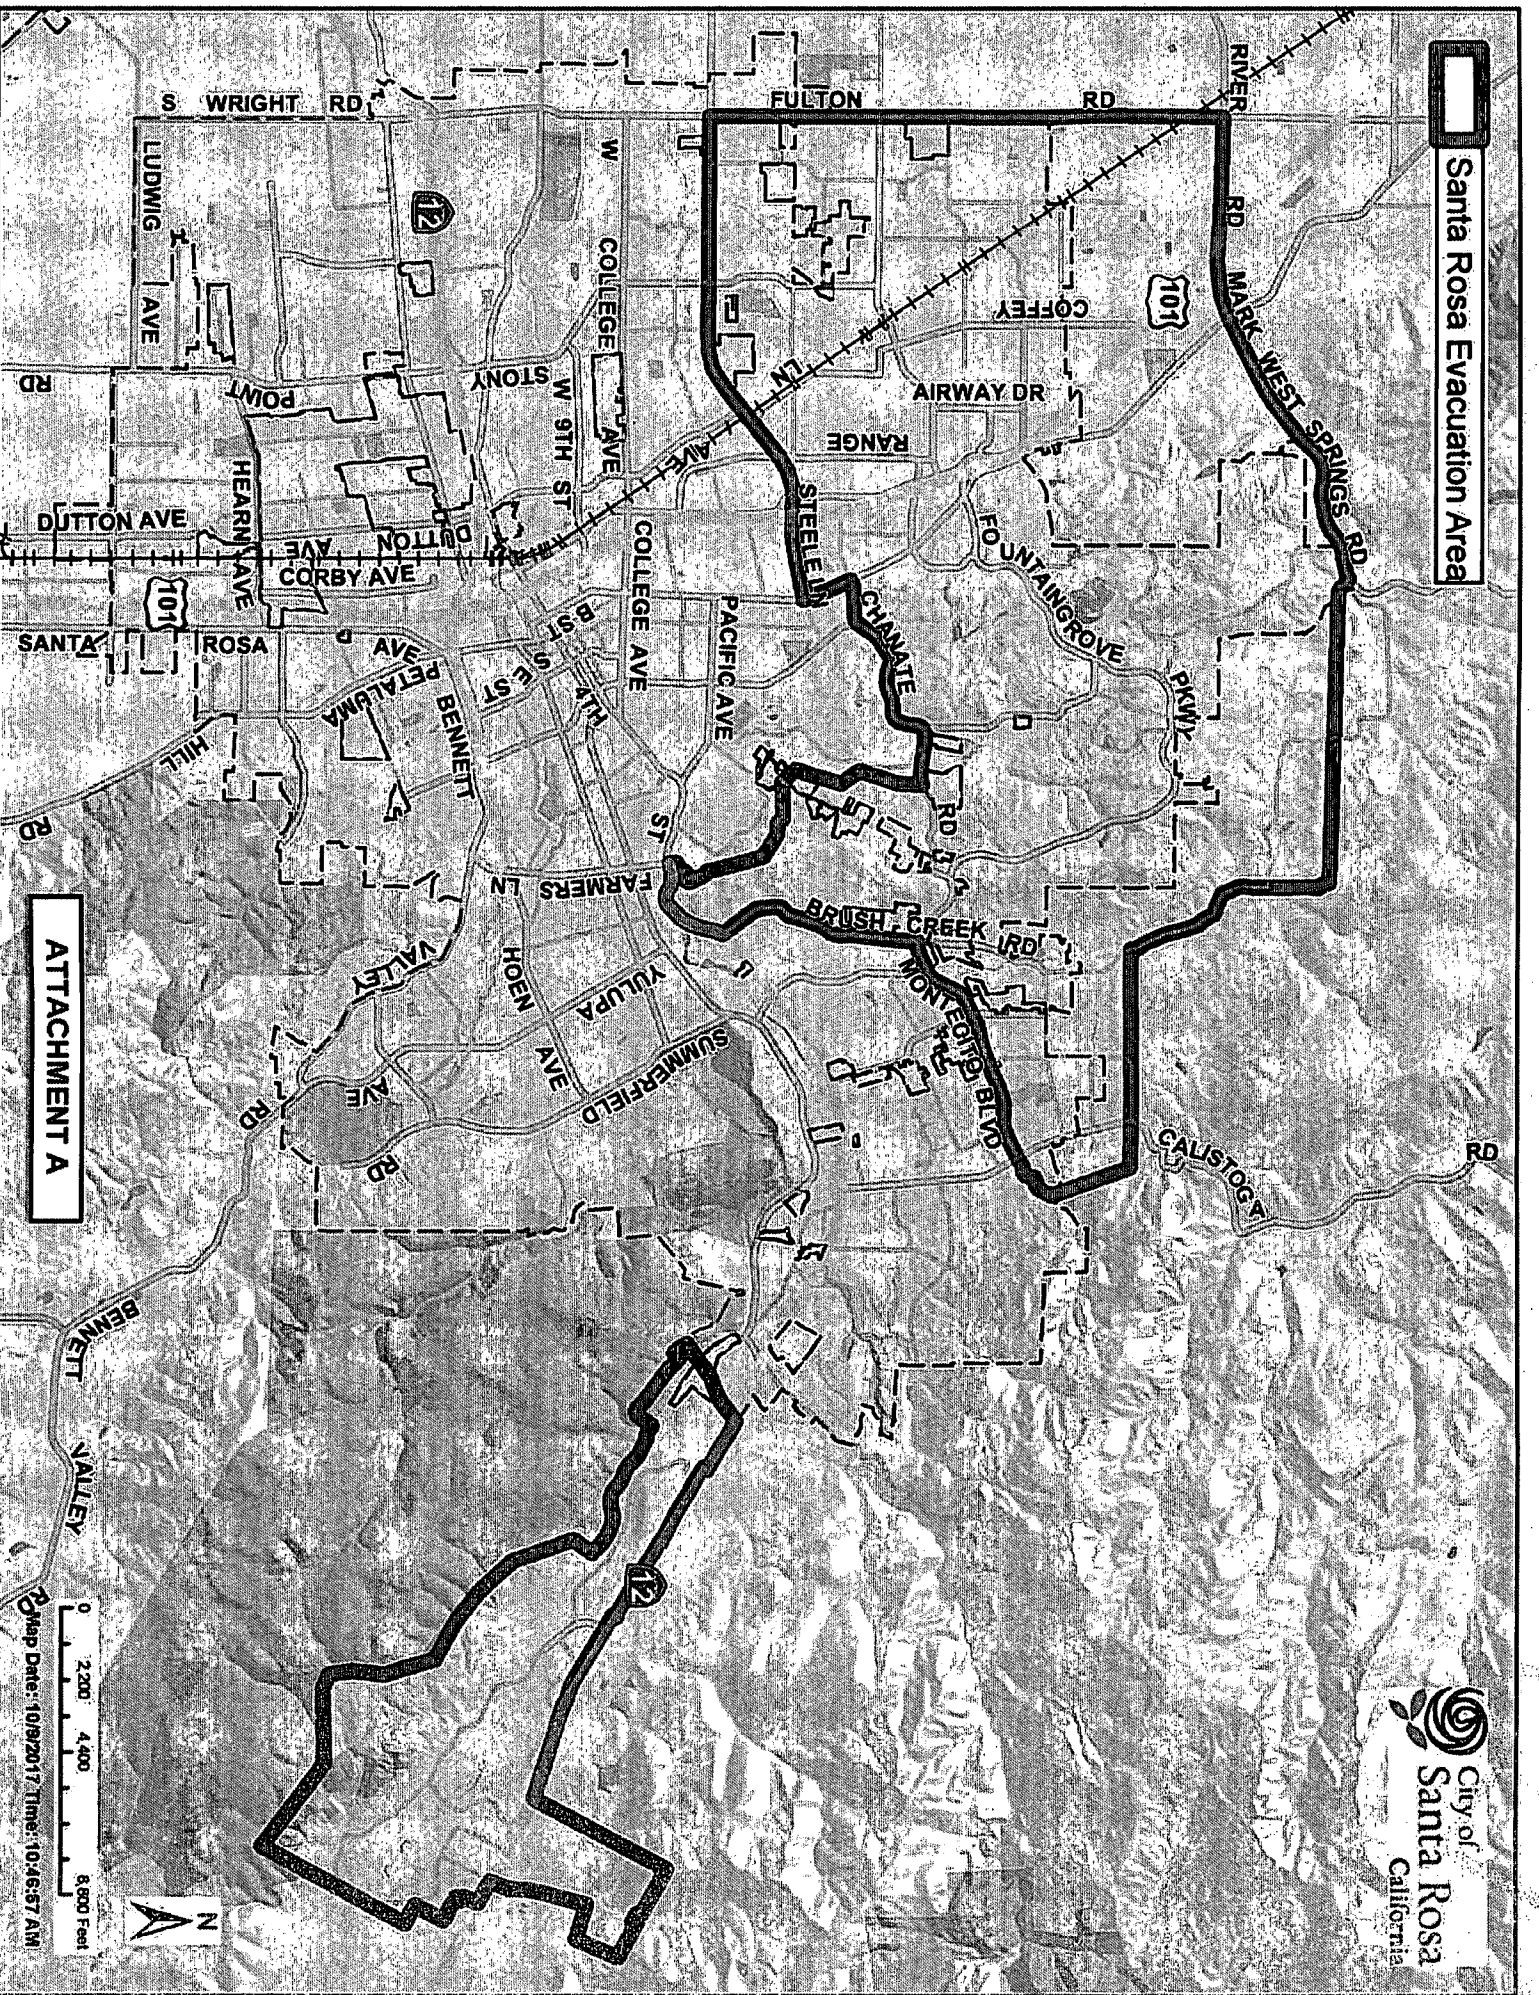 Santa Rosa Evacuation Area
City of
Santa Rosa
California
RIVER
RD
MARK WEST SPRINGS RD
FULTON
RD
101
COFFEY
AIRWAY DR
RANGE
FOUNTAINGROVE
PKWY
CHANATE
RD
STEELE LN
LN
PACIFIC AVE
COLLEGE AVE
W
COLLEGE
AVE
W 9TH ST
S WRIGHT RD
LUDWIG
AVE
12
STONY
POINT
RD
HEARN AVE
DUTTON AVE
DUTTON
AVE
CORBY AVE
101
SANTA
ROSA
AVE
PETALUMA
HILL
RD
BENNETT
VALLEY
RD
B ST
S E ST
4TH
ST
FARMERS
LN
HOEN
AVE
YULUPA
AVE
SUMMERFIELD
RD
BRUSH CREEK RD
MONTECITO BLVD
CALISTOGA
RD
AVE
12
BENNETT
VALLEY
RD
ATTACHMENT A
0 2,200 4,400 8,800 Feet
Map Date: 10/9/2017 Time: 10:46:57 AM
N